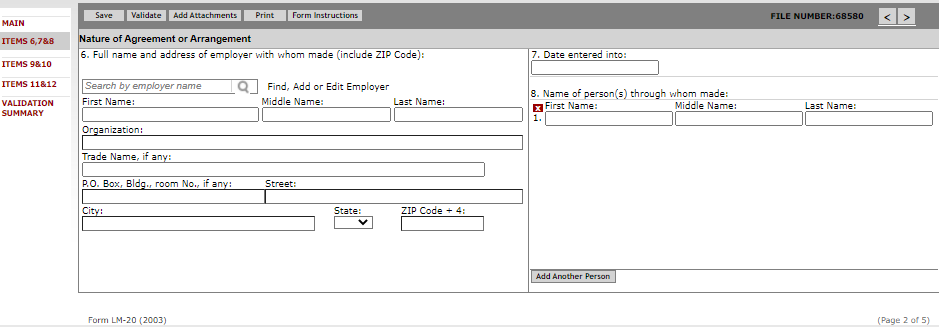 Save Validate Add Attachments Print Form Instructions FILE NUMBER:68580 < >
MAIN
ITEMS 6,7&8
ITEMS 9&10
ITEMS 11&12
VALIDATION
SUMMARY
Nature of Agreement or Arrangement
6. Full name and address of employer with whom made (include ZIP Code):
Search by employer name Find, Add or Edit Employer
First Name: Middle Name: Last Name:
Organization:
Trade Name, if any:
P.O. Box, Bldg., room No., if any: Street:
City: State: ZIP Code + 4:
7. Date entered into:
8. Name of person(s) through whom made:
x First Name: Middle Name: Last Name:
1.
Add Another Person
Form LM-20 (2003) (Page 2 of 5)